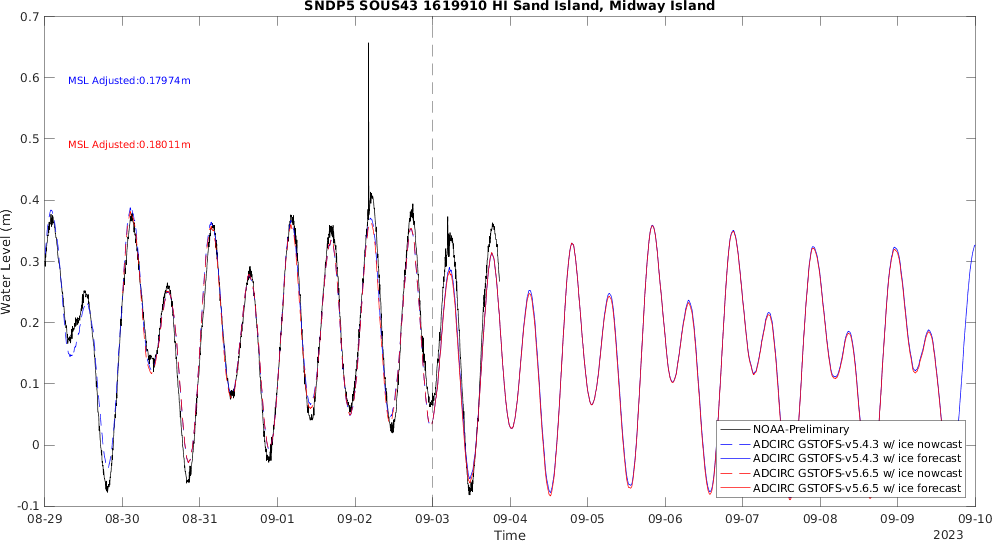 SNDP5 SOUS43 1619910 HI Sand Island, Midway Island
0.7
0.6
0.5
0.4
0.3
0.2
0.1
0
-0.1
Water Level (m)
MSL Adjusted:0.17974m
MSL Adjusted:0.18011m
NOAA-Preliminary
ADCIRC GSTOFS-v5.4.3 w/ ice nowcast
ADCIRC GSTOFS-v5.4.3 w/ ice forecast
ADCIRC GSTOFS-v5.6.5 w/ ice nowcast
ADCIRC GSTOFS-v5.6.5 w/ ice forecast
08-29 08-30 08-31 09-01 09-02 09-03 09-04 09-05 09-06 09-07 09-08 09-09 09-10
Time
2023